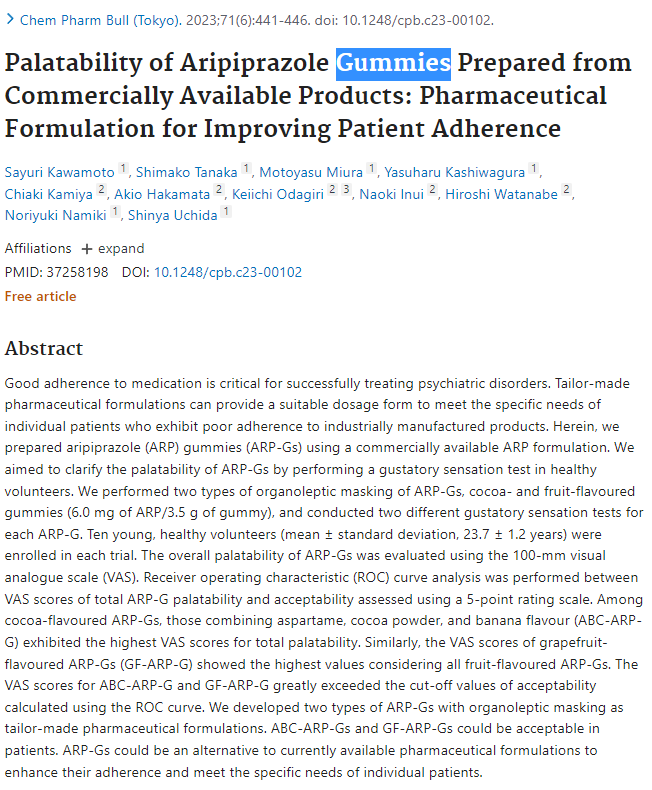 Chem Pharm Bull (Tokyo). 2023;71(6):441-446. doi: 10.1248/cpb.c23-00102.
Palatability of Aripiprazole Gummies Prepared from
Commercially Available Products: Pharmaceutical
Formulation for Improving Patient Adherence
Sayuri Kawamoto 1, Shimako Tanaka 1, Motoyasu Miura 1, Yasuharu Kashiwagura 1,
Chiaki Kamiya 2, Akio Hakamata 2, Keiichi Odagiri 2 3, Naoki Inui 2, Hiroshi Watanabe 2,
Noriyuki Namiki 1, Shinya Uchida 1
Affiliations + expand
PMID: 37258198 DOI: 10.1248/cpb.c23-00102
Free article
Abstract
Good adherence to medication is critical for successfully treating psychiatric disorders. Tailor-made
pharmaceutical formulations can provide a suitable dosage form to meet the specific needs of
individual patients who exhibit poor adherence to industrially manufactured products. Herein, we
prepared aripiprazole (ARP) gummies (ARP-Gs) using a commercially available ARP formulation. We
aimed to clarify the palatability of ARP-Gs by performing a gustatory sensation test in healthy
volunteers. We performed two types of organoleptic masking of ARP-Gs, cocoa- and fruit-flavoured
gummies (6.0 mg of ARP/3.5 g of gummy), and conducted two different gustatory sensation tests for
each ARP-G. Ten young, healthy volunteers (mean ± standard deviation, 23.7 ± 1.2 years) were
enrolled in each trial. The overall palatability of ARP-Gs was evaluated using the 100-mm visual
analogue scale (VAS). Receiver operating characteristic (ROC) curve analysis was performed between
VAS scores of total ARP-G palatability and acceptability assessed using a 5-point rating scale. Among
cocoa-flavoured ARP-Gs, those combining aspartame, cocoa powder, and banana flavour (ABC-ARP-
G) exhibited the highest VAS scores for total palatability. Similarly, the VAS scores of grapefruit-
flavoured ARP-Gs (GF-ARP-G) showed the highest values considering all fruit-flavoured ARP-Gs. The
VAS scores for ABC-ARP-G and GF-ARP-G greatly exceeded the cut-off values of acceptability
calculated using the ROC curve. We developed two types of ARP-Gs with organoleptic masking as
tailor-made pharmaceutical formulations. ABC-ARP-Gs and GF-ARP-Gs could be acceptable in
patients. ARP-Gs could be an alternative to currently available pharmaceutical formulations to
enhance their adherence and meet the specific needs of individual patients.